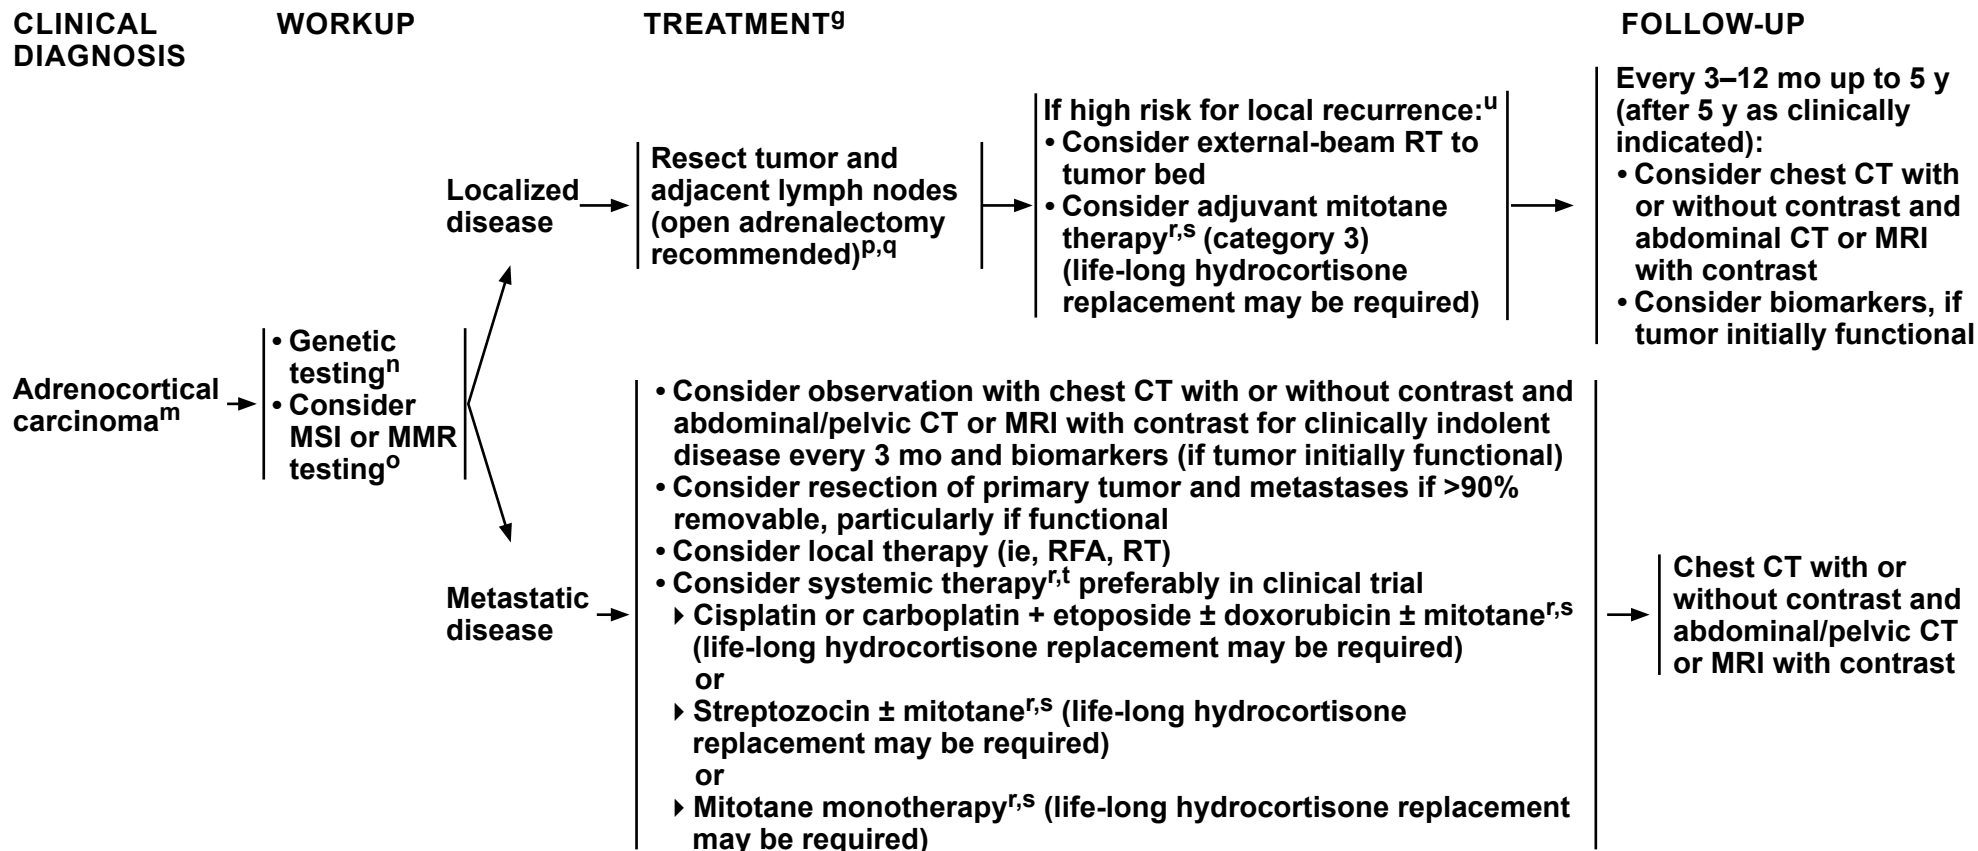 CLINICAL
DIAGNOSIS
WORKUP
TREATMENTg
FOLLOW-UP
Adrenocortical
carcinomam
• Genetic
testingn
• Consider
MSI or MMR
testingo
Localized
disease
Resect tumor and
adjacent lymph nodes
(open adrenalectomy
recommended)p,q
If high risk for local recurrence:u
• Consider external-beam RT to
tumor bed
• Consider adjuvant mitotane
therapyr,s (category 3)
(life-long hydrocortisone
replacement may be required)
Every 3–12 mo up to 5 y
(after 5 y as clinically
indicated):
• Consider chest CT with
or without contrast and
abdominal CT or MRI
with contrast
• Consider biomarkers, if
tumor initially functional
Metastatic
disease
• Consider observation with chest CT with or without contrast and
abdominal/pelvic CT or MRI with contrast for clinically indolent
disease every 3 mo and biomarkers (if tumor initially functional)
• Consider resection of primary tumor and metastases if >90%
removable, particularly if functional
• Consider local therapy (ie, RFA, RT)
• Consider systemic therapyr,t preferably in clinical trial
Cisplatin or carboplatin + etoposide ± doxorubicin ± mitotaner,s
(life-long hydrocortisone replacement may be required)
or
Streptozocin ± mitotaner,s (life-long hydrocortisone
replacement may be required)
or
Mitotane monotherapyr,s (life-long hydrocortisone replacement
may be required)
Chest CT with or
without contrast and
abdominal/pelvic CT
or MRI with contrast